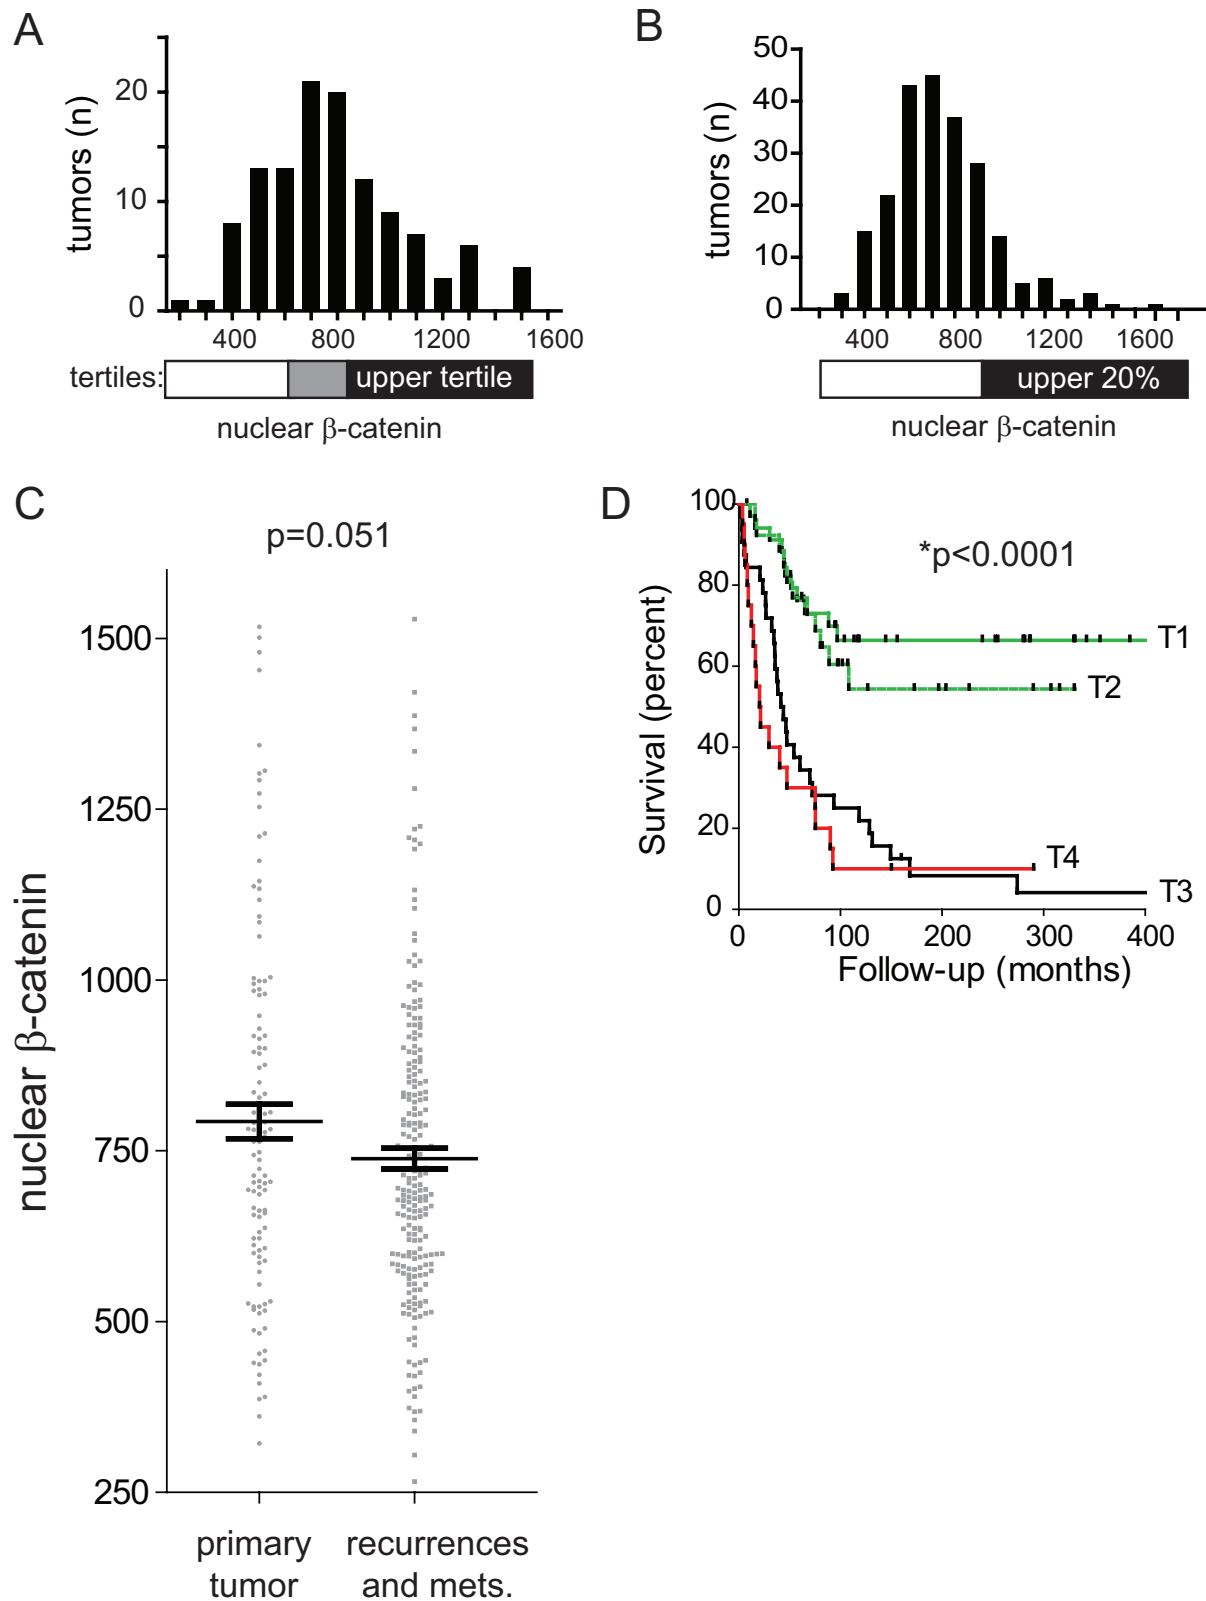 A
tumors (n)
20
10
0
400
800
1200
1600
tertiles:
upper tertile
nuclear β-catenin
B
tumors (n)
50
40
30
20
10
0
400
800
1200
1600
upper 20%
nuclear β-catenin
C
p=0.051
nuclear β-catenin
1500
1250
1000
750
500
250
primary
tumor
recurrences
and mets.
D
Survival (percent)
100
80
60
40
20
0
*p<0.0001
T1
T2
T4
T3
0
100
200
300
400
Follow-up (months)